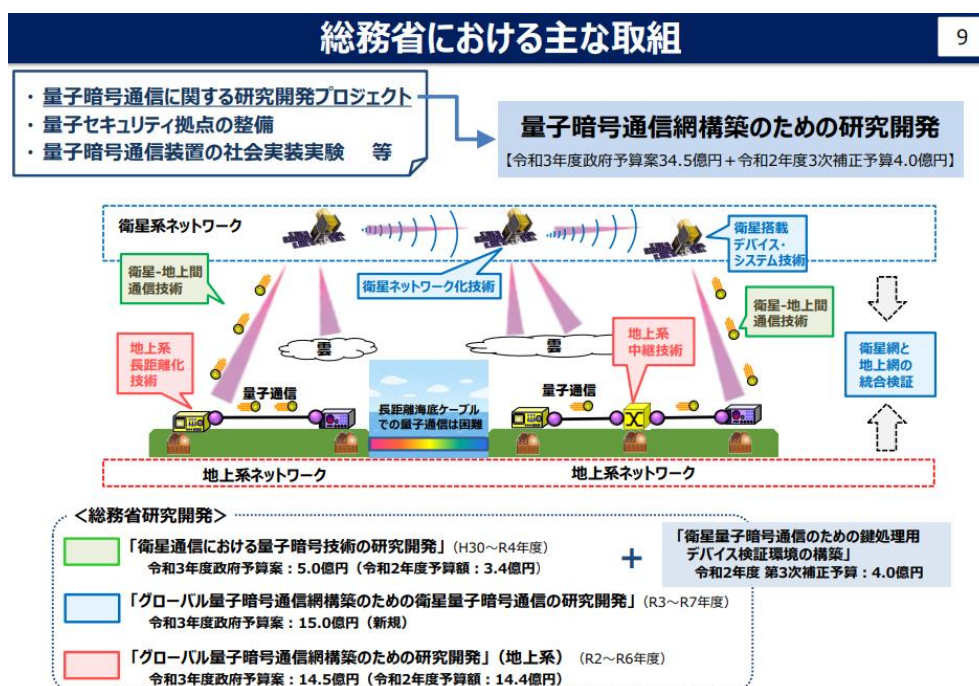 総務省における主な取組
9
・ 量子暗号通信に関する研究開発プロジェクト
・ 量子セキュリティ拠点の整備
・ 量子暗号通信装置の社会実装実験　等
量子暗号通信網構築のための研究開発
【令和3年度政府予算案34.5億円＋令和2年度3次補正予算4.0億円】
衛星系ネットワーク
衛星搭載
デバイス・
システム技術
衛星-地上間
通信技術
衛星ネットワーク化技術
衛星-地上間
通信技術
地上系
長距離化
技術
雲
雲
地上系
中継技術
衛星網と
地上網の
統合検証
量子通信
長距離海底ケーブル
での量子通信は困難
量子通信
地上系ネットワーク
地上系ネットワーク
＜総務省研究開発＞
「衛星通信における量子暗号技術の研究開発」（H30～R4年度）
令和3年度政府予算案：5.0億円（令和2年度予算額：3.4億円）
＋
「衛星量子暗号通信のための鍵処理用
デバイス検証環境の構築」
令和2年度 第3次補正予算：4.0億円
「グローバル量子暗号通信網構築のための衛星量子暗号通信の研究開発」（R3～R7年度）
令和3年度政府予算案：15.0億円（新規）
「グローバル量子暗号通信網構築のための研究開発」（地上系）（R2～R6年度）
令和3年度政府予算案：14.5億円（令和2年度予算額：14.4億円）